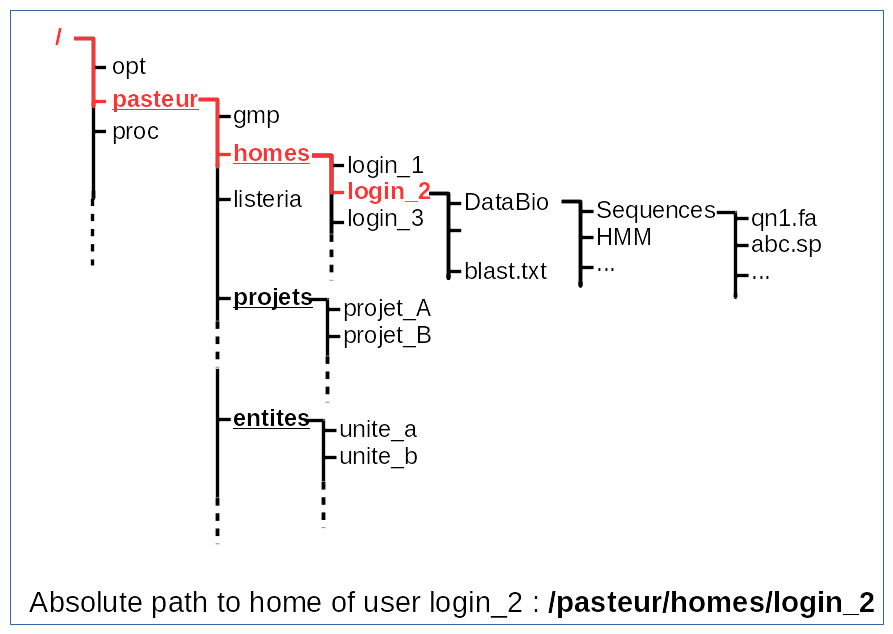 /
opt
pasteur
proc
gmp
homes
listeria
login_1
login_2
login_3
DataBio
blast.txt
Sequences
HMM
...
qn1.fa
abc.sp
...
projets
projet_A
projet_B
entites
unite_a
unite_b
Absolute path to home of user login_2 : /pasteur/homes/login_2